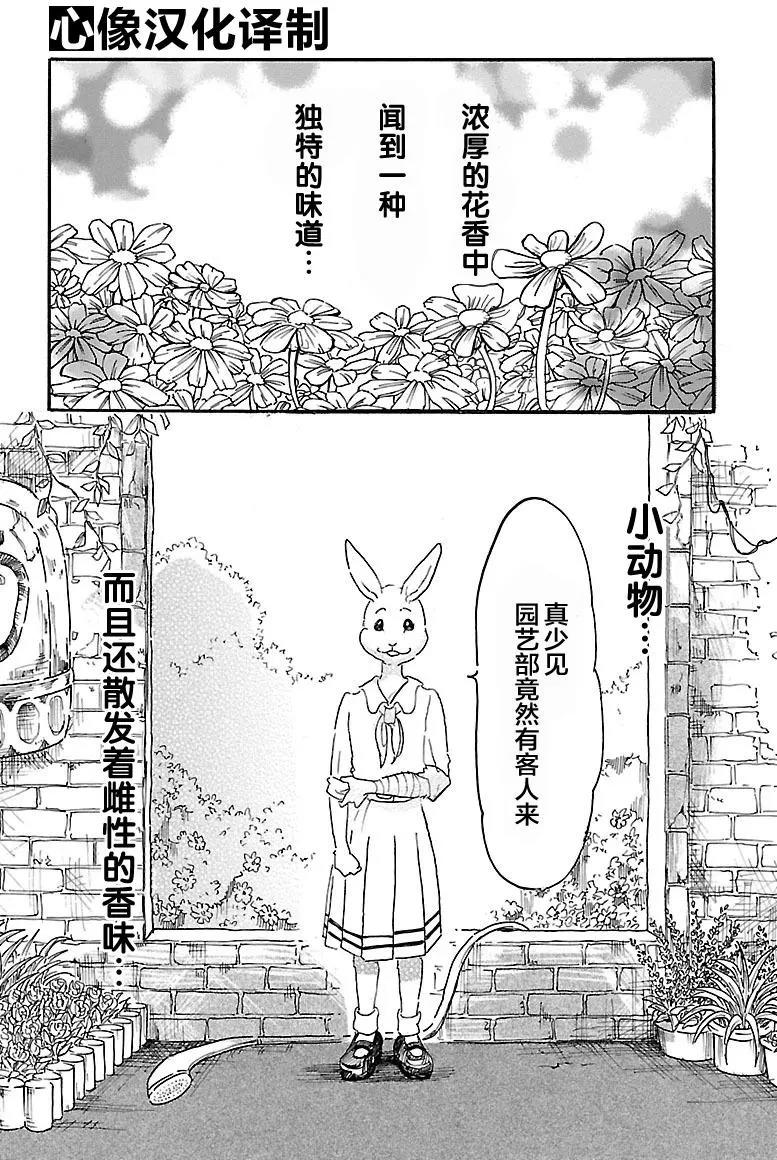 心像汉化译制
浓厚的花香中
闻到一种
独特的味道…
小动物…
真少见
园艺部竟然有客人来
而且还散发着雌性的香味…